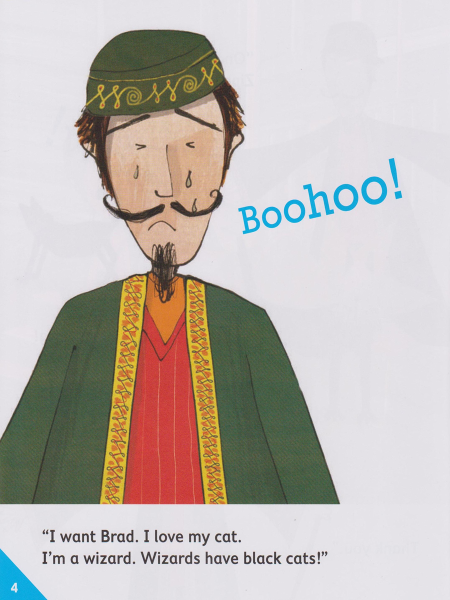 Boohoo!
“I want Brad. I love my cat.
I’m a wizard. Wizards have black cats!”
4